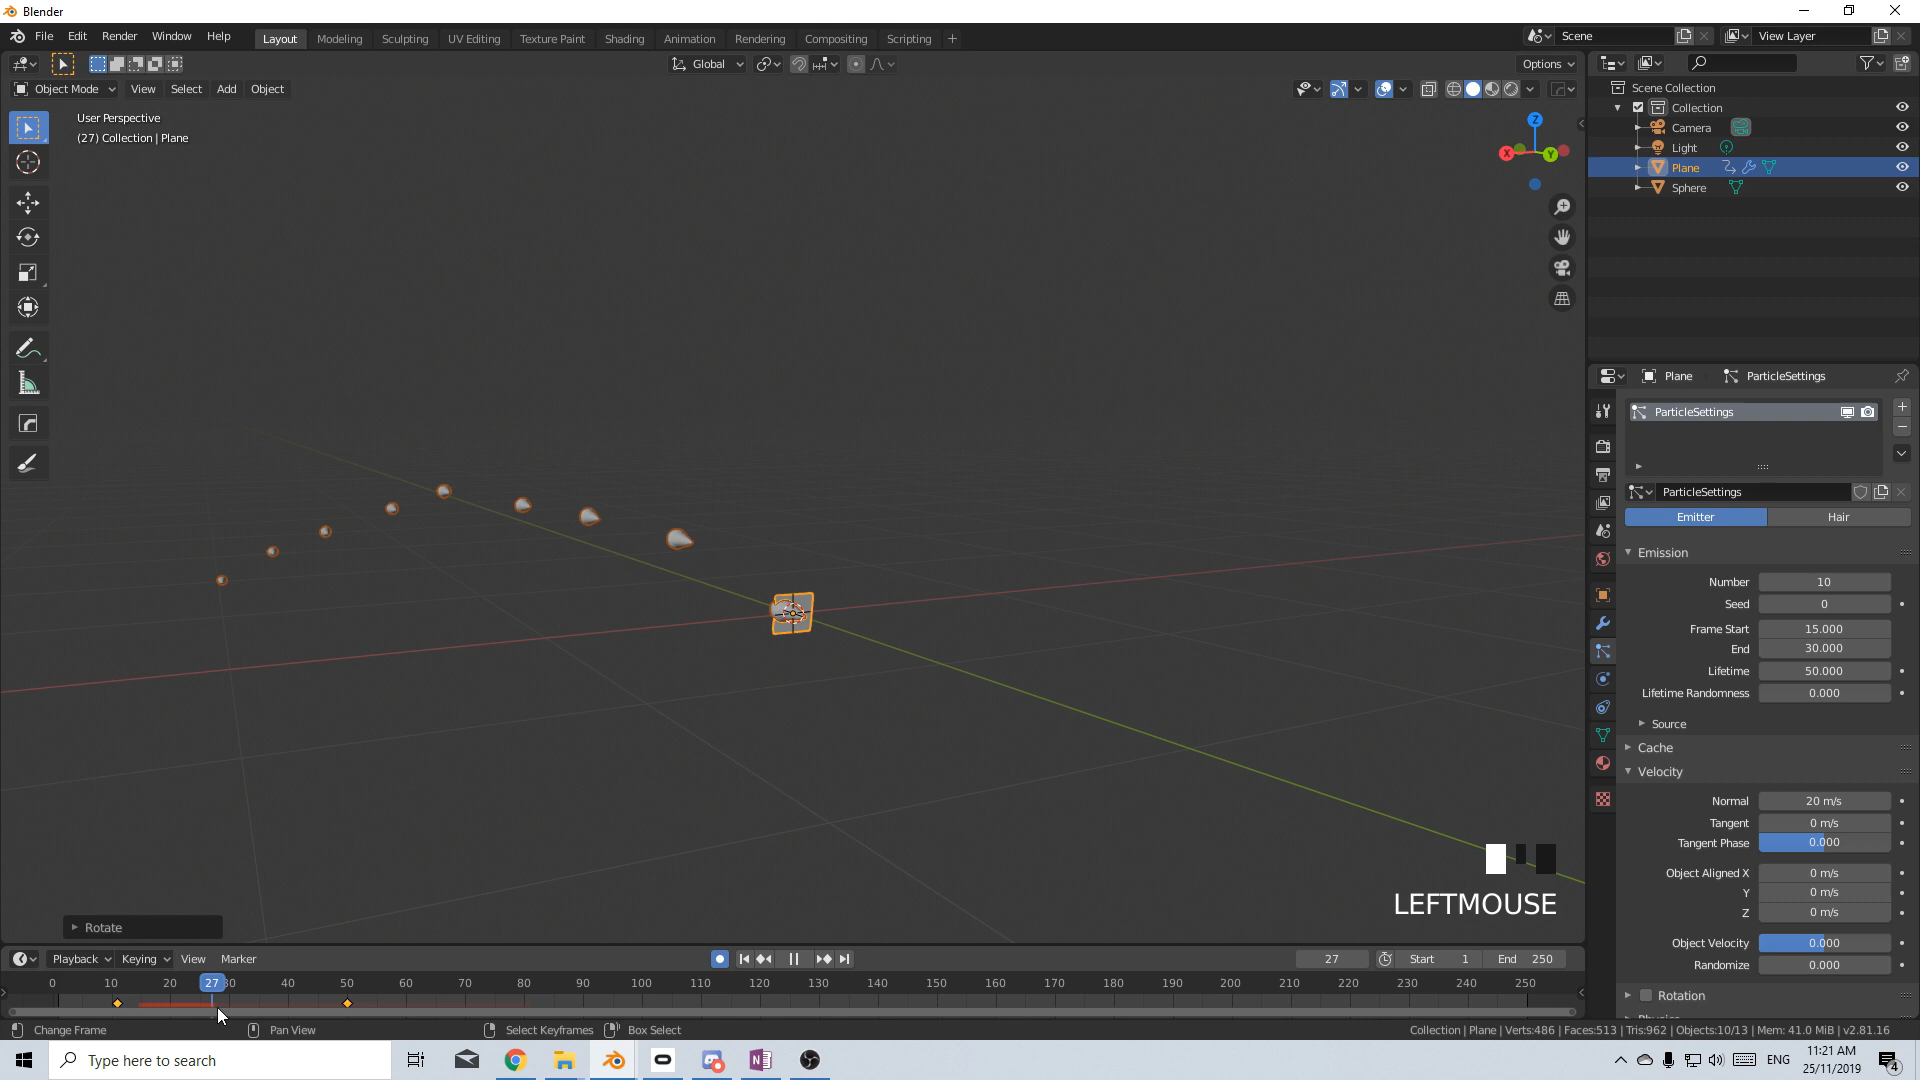 Blender
File Edit Render Window Help Layout Modeling Sculpting UV Editing Texture Paint Shading Animation Rendering Compositing Scripting + Scene View Layer
Global Options
Object Mode View Select Add Object
User Perspective
(27) Collection | Plane
Z
X
Y
Scene Collection
Collection
Camera
Light
Plane
Sphere
Plane ParticleSettings
ParticleSettings
ParticleSettings
Emitter Hair
Emission
Number 10
Seed 0
Frame Start 15.000
End 30.000
Lifetime 50.000
Lifetime Randomness 0.000
Source
Cache
Velocity
Normal 20 m/s
Tangent 0 m/s
Tangent Phase 0.000
Object Aligned X 0 m/s
Y 0 m/s
Z 0 m/s
Object Velocity 0.000
Randomize 0.000
Rotation
LEFTMOUSE
Rotate
Playback Keying View Marker 27 Start 1 End 250
0 10 20 27 30 40 50 60 70 80 90 100 110 120 130 140 150 160 170 180 190 200 210 220 230 240 250
Change Frame Pan View Select Keyframes Box Select Collection | Plane | Verts:486 | Faces:513 | Tris:962 | Objects:10/13 | Mem: 41.0 MiB | v2.81.16
Type here to search
ENG
11:21 AM
25/11/2019
4